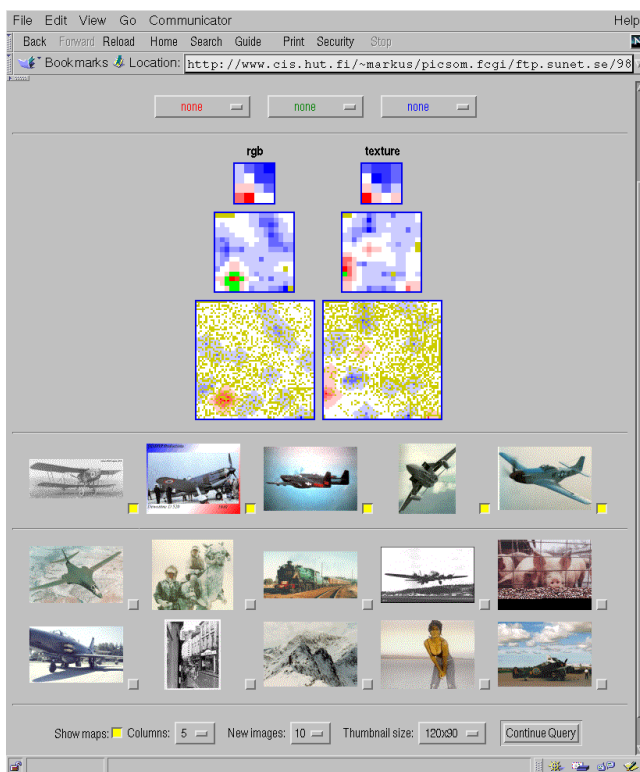 File Edit View Go Communicator Help
Back Forward Reload Home Search Guide Print Security Stop
Bookmarks Location: http://www.cis.hut.fi/~markus/picsom.fcgi/ftp.sunet.se/98
none none none
rgb texture
Show maps: Columns: 5 New images: 10 Thumbnail size: 120x90 Continue Query